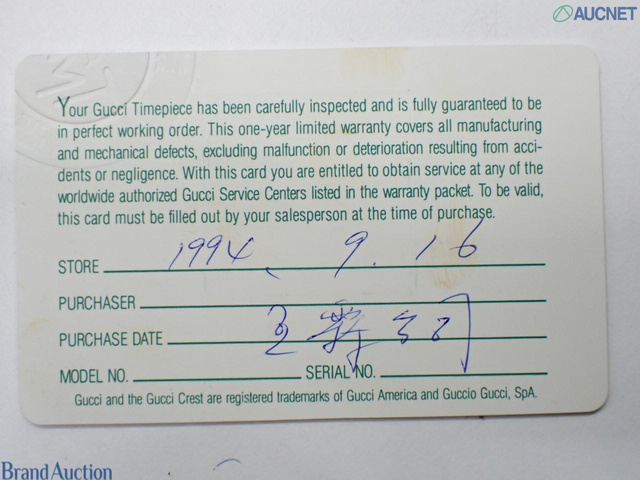 AUCNET
Your Gucci Timepiece has been carefully inspected and is fully guaranteed to be
in perfect working order. This one-year limited warranty covers all manufacturing
and mechanical defects, excluding malfunction or deterioration resulting from acci-
dents or negligence. With this card you are entitled to obtain service at any of the
worldwide authorized Gucci Service Centers listed in the warranty packet. To be valid,
this card must be filled out by your salesperson at the time of purchase.
STORE 1994. 9. 16
PURCHASER
PURCHASE DATE
MODEL NO. SERIAL NO.
Gucci and the Gucci Crest are registered trademarks of Gucci America and Guccio Gucci, SpA.
Brand Auction